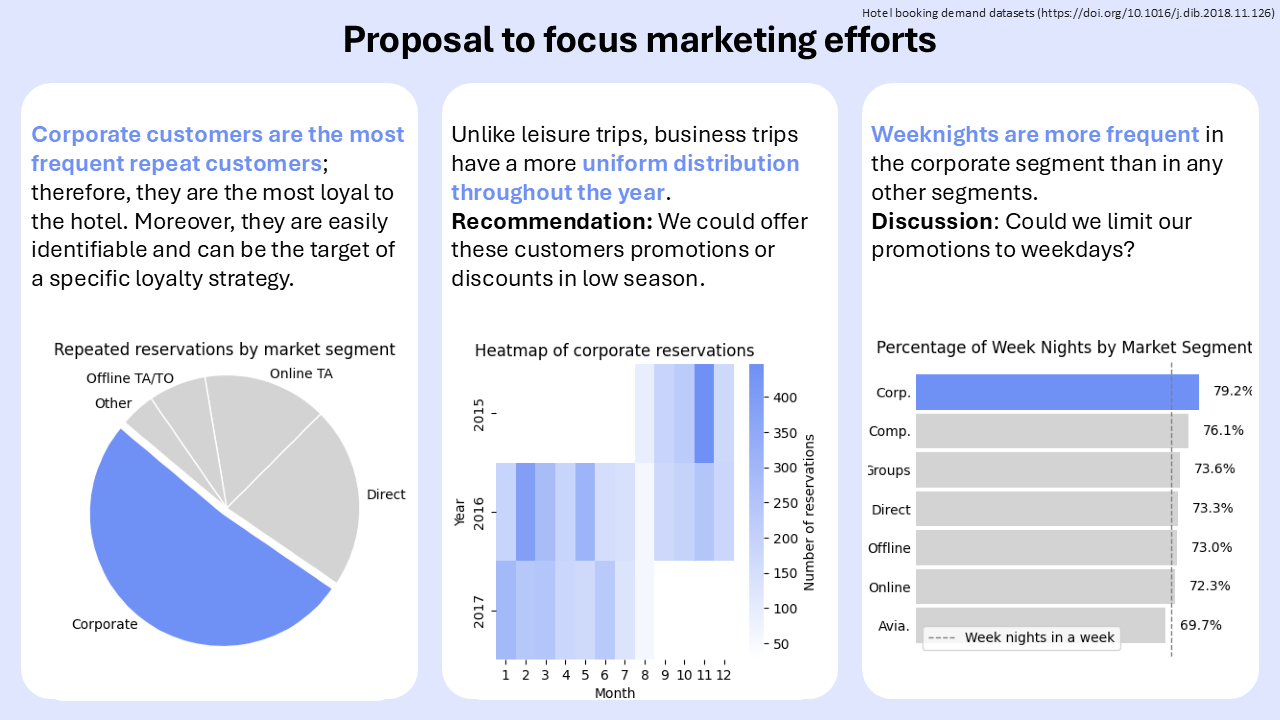 Hotel booking demand datasets (https://doi.org/10.1016/j.dib.2018.11.126)
Proposal to focus marketing efforts
Corporate customers are the most
frequent repeat customers;
therefore, they are the most loyal to
the hotel. Moreover, they are easily
identifiable and can be the target of
a specific loyalty strategy.
Repeated reservations by market segment
Online TA
Offline TA/TO
Other
Direct
Corporate
Unlike leisure trips, business trips
have a more uniform distribution
throughout the year.
Recommendation: We could offer
these customers promotions or
discounts in low season.
Heatmap of corporate reservations
Year
2015
2016
2017
1 2 3 4 5 6 7 8 9 10 11 12
Month
400
350
300
250
200
150
100
50
Number of reservations
Weeknights are more frequent in
the corporate segment than in any
other segments.
Discussion: Could we limit our
promotions to weekdays?
Percentage of Week Nights by Market Segment
Corp. 79.2%
Comp. 76.1%
Groups 73.6%
Direct 73.3%
Offline 73.0%
Online 72.3%
Avia. 69.7%
Week nights in a week